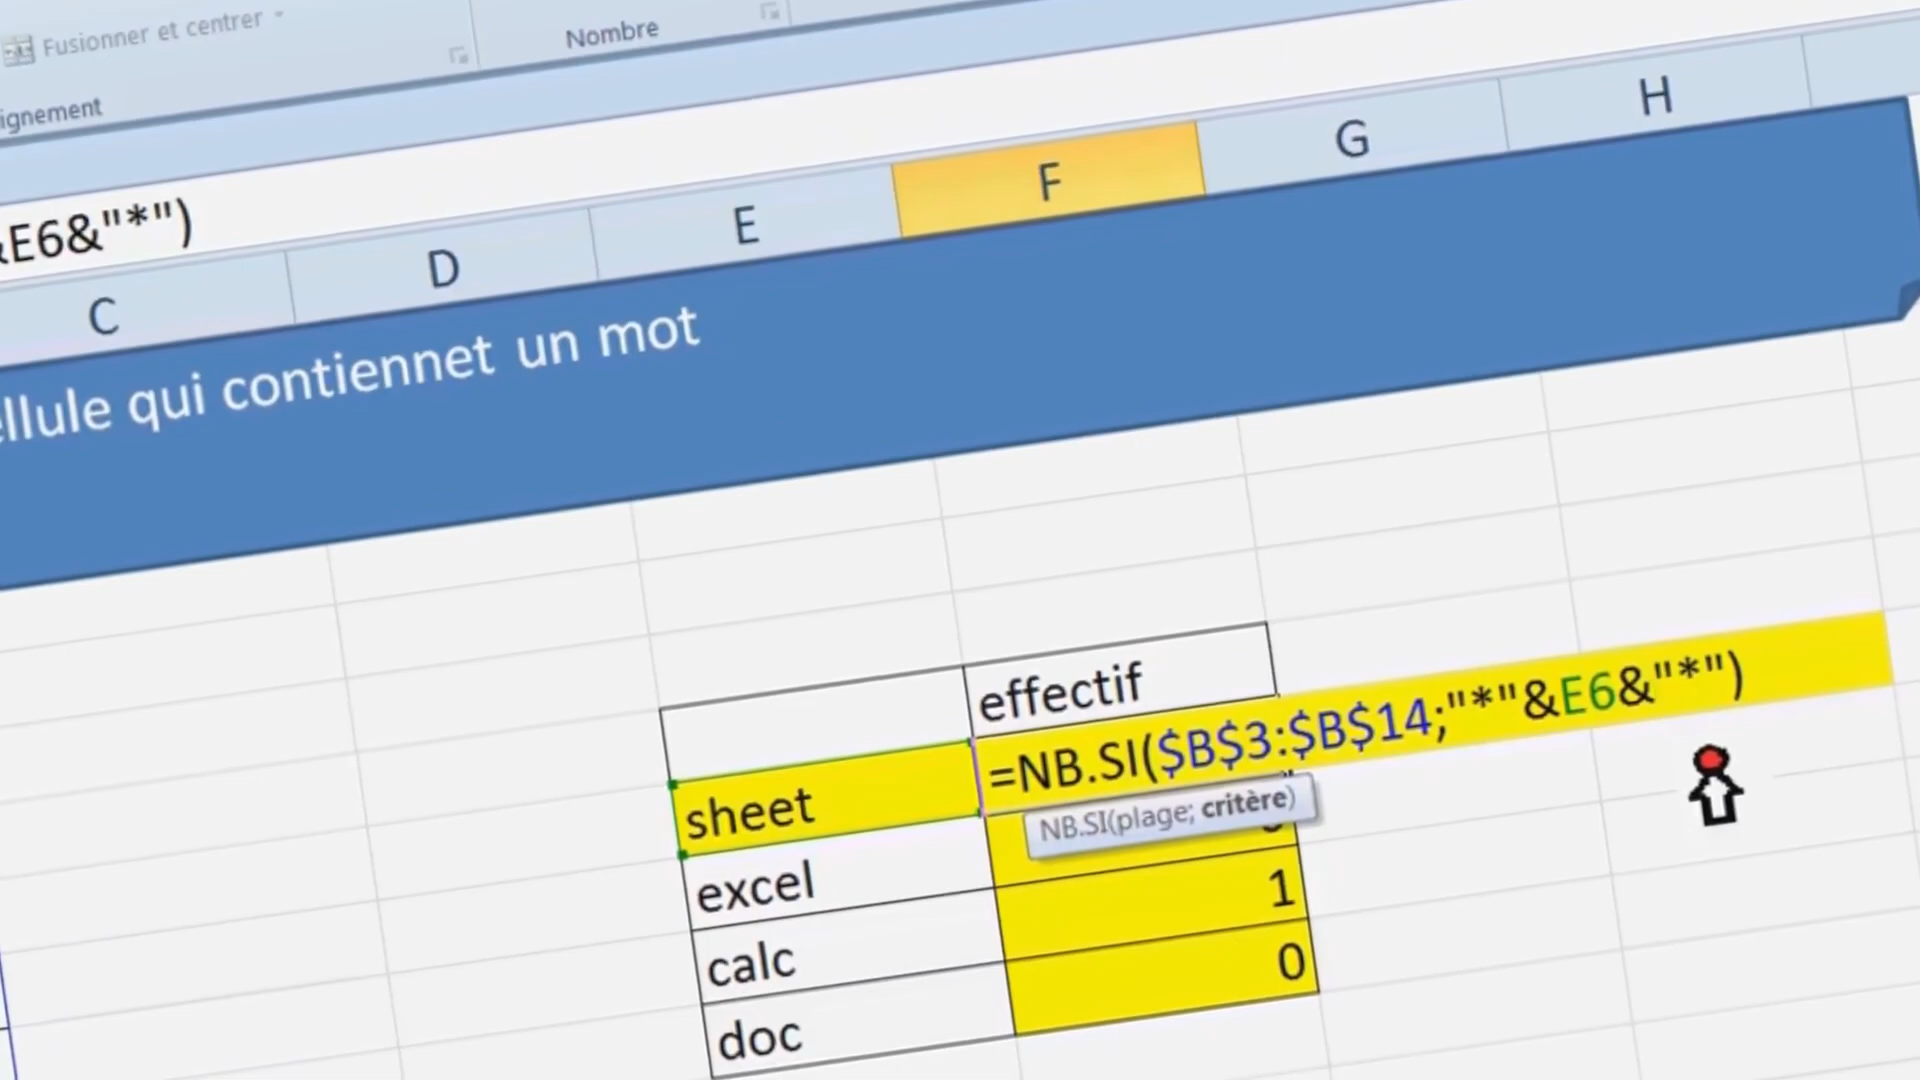 Fusionner et centrer
Nombre
ignement
&E6&"*")
C D E F G H
ellule qui contiennet un mot
effectif
sheet =NB.SI($B$3:$B$14;"*"&E6&"*")
NB.SI(plage; critère)
excel
calc 1
doc 0